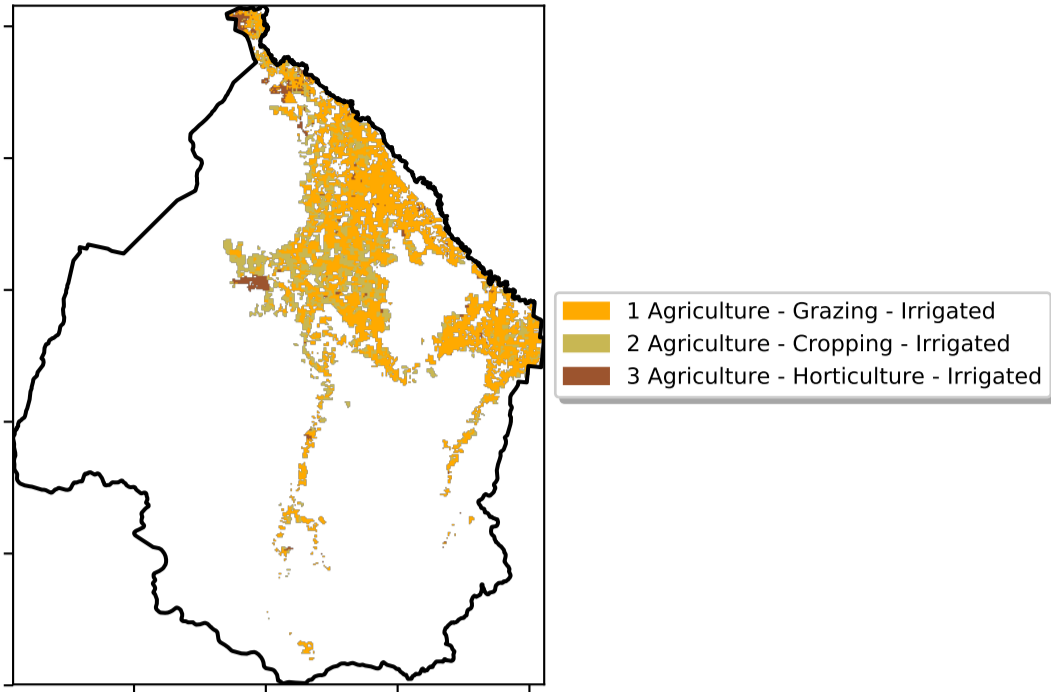 1 Agriculture - Grazing - Irrigated
2 Agriculture - Cropping - Irrigated
3 Agriculture - Horticulture - Irrigated